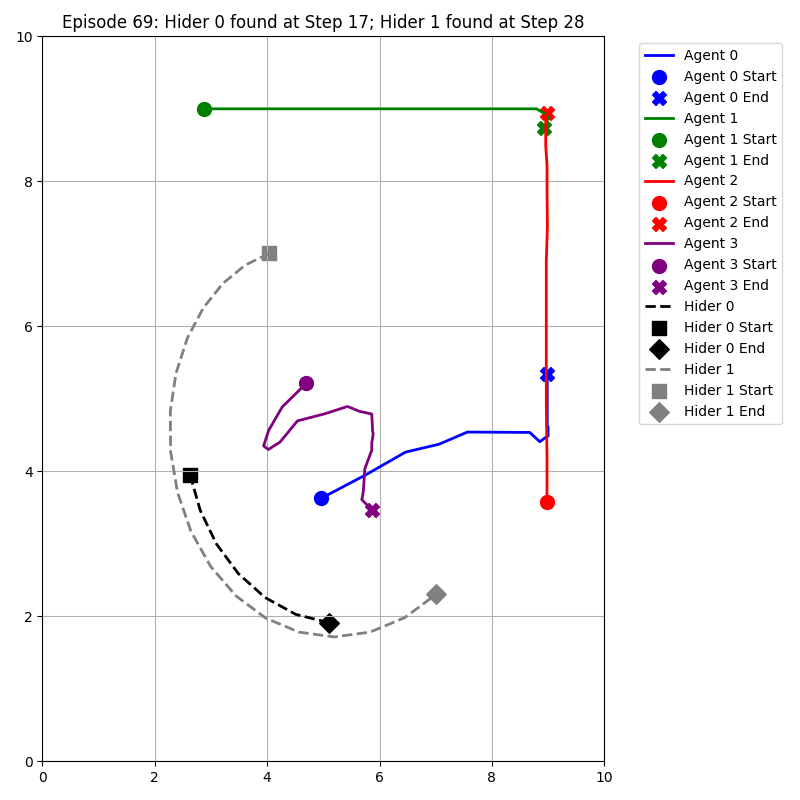 Episode 69: Hider 0 found at Step 17; Hider 1 found at Step 28
10
8
6
4
2
0
0
2
4
6
8
10
Agent 0
Agent 0 Start
Agent 0 End
Agent 1
Agent 1 Start
Agent 1 End
Agent 2
Agent 2 Start
Agent 2 End
Agent 3
Agent 3 Start
Agent 3 End
Hider 0
Hider 0 Start
Hider 0 End
Hider 1
Hider 1 Start
Hider 1 End